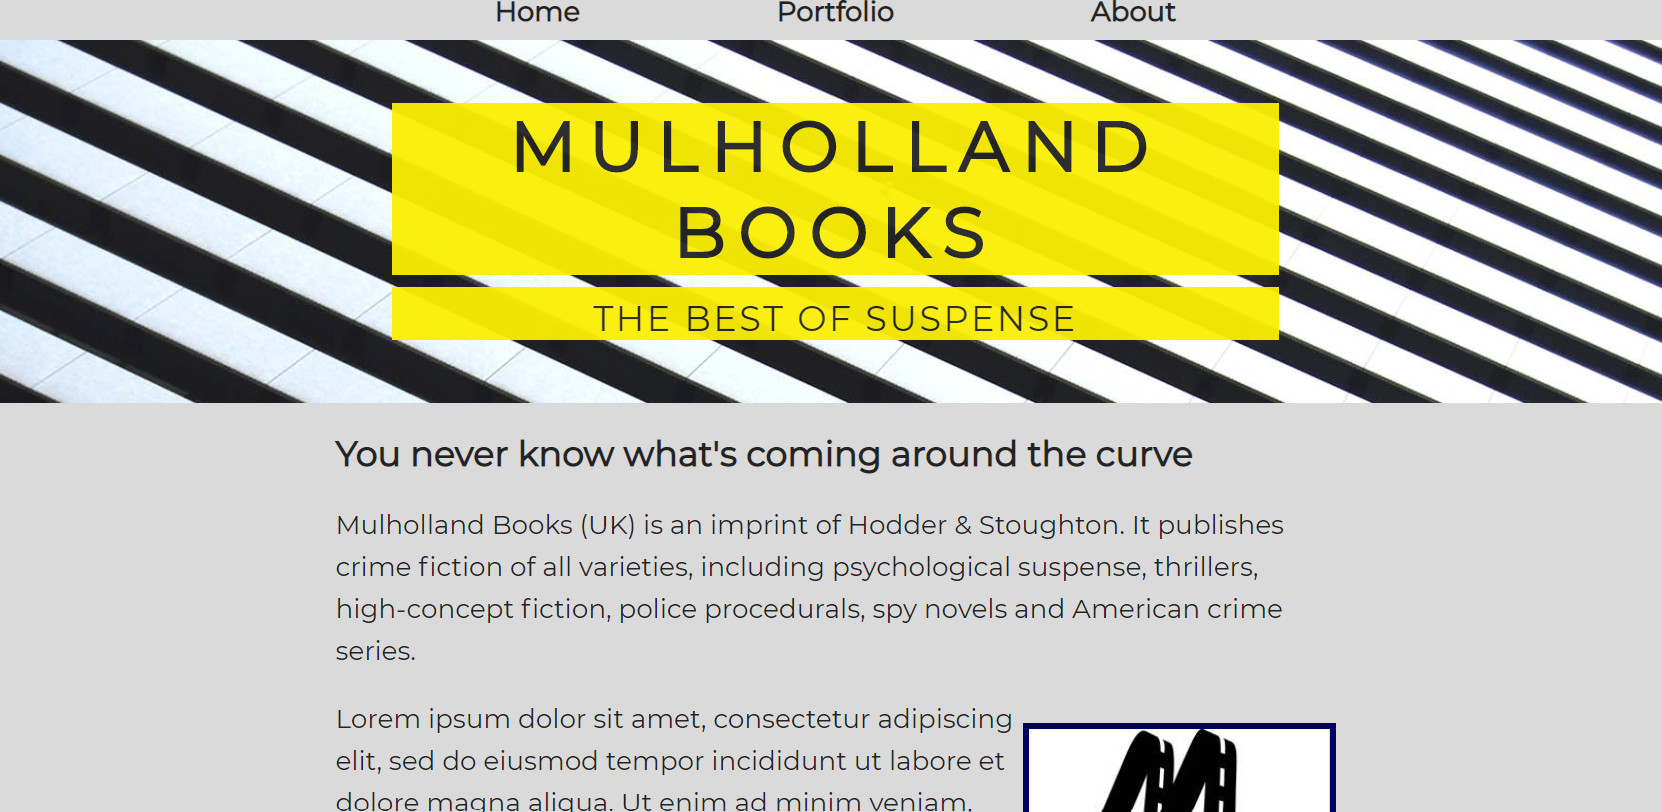 Home Portfolio About
MULHOLLAND
BOOKS
THE BEST OF SUSPENSE
You never know what's coming around the curve
Mulholland Books (UK) is an imprint of Hodder & Stoughton. It publishes
crime fiction of all varieties, including psychological suspense, thrillers,
high-concept fiction, police procedurals, spy novels and American crime
series.
Lorem ipsum dolor sit amet, consectetur adipiscing
elit, sed do eiusmod tempor incididunt ut labore et
dolore magna aliqua. Ut enim ad minim veniam,